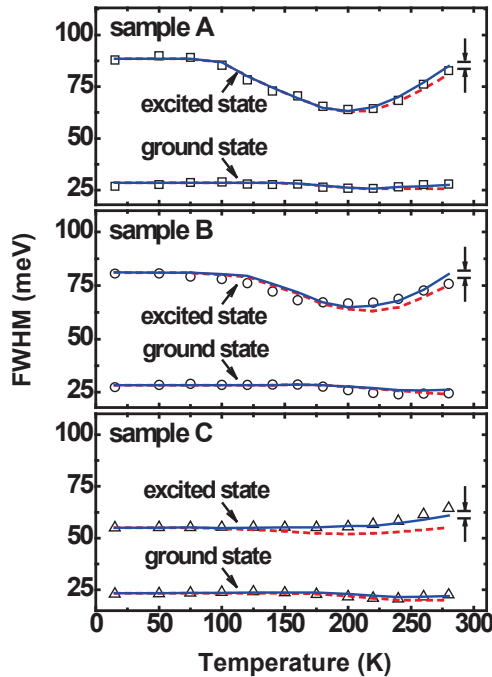 sample A
100
75
50
25
excited state
ground state
sample B
100
75
50
25
excited state
ground state
FWHM (meV)
sample C
100
75
50
25
excited state
ground state
0 50 100 150 200 250 300
Temperature (K)